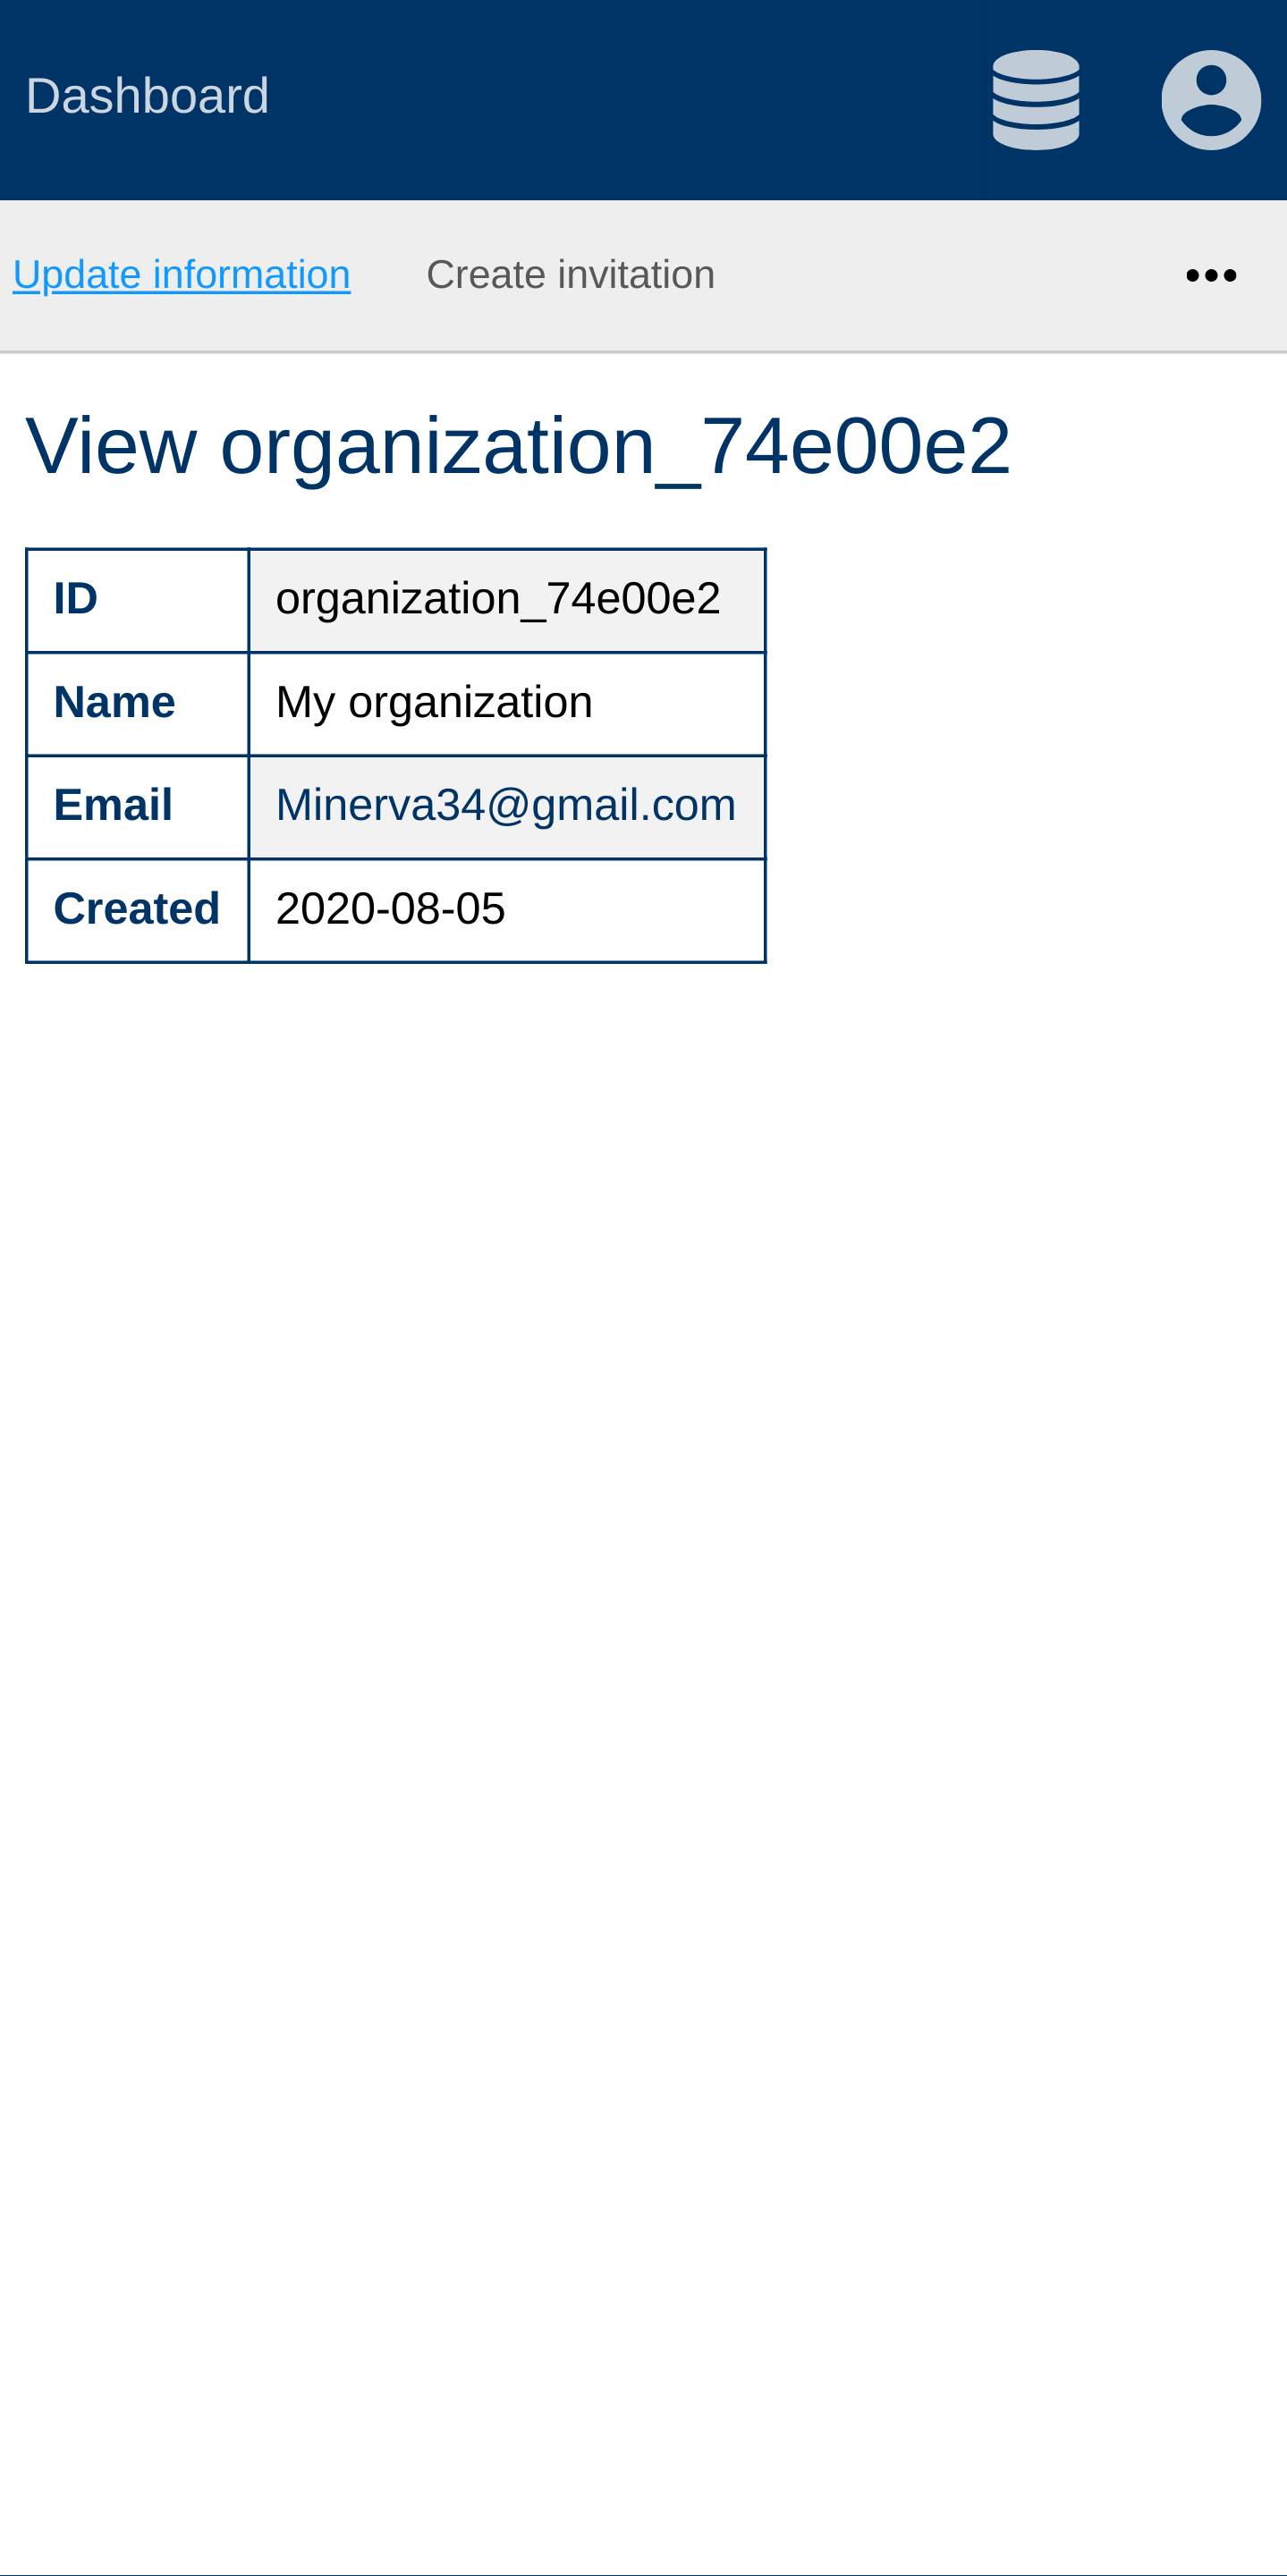 Dashboard
Update information Create invitation •••
View organization_74e00e2
ID organization_74e00e2
Name My organization
Email Minerva34@gmail.com
Created 2020-08-05